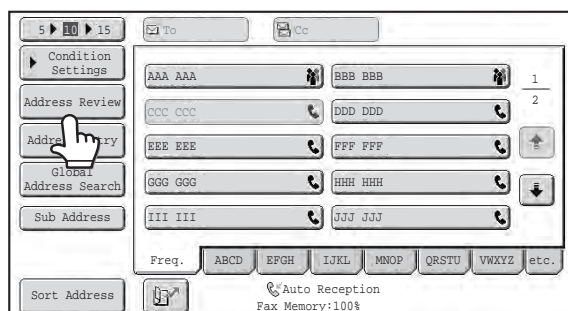 5 10 15
To
Cc
Condition
Settings
Address Review
Global
Address Search
Sub Address
Sort Address
AAA AAA
BBB BBB
CCC CCC
DDD DDD
EEE EEE
FFF FFF
GGG GGG
HHH HHH
III III
JJJ JJJ
1
2
Freq.
ABCD
EFGH
IJKL
MNOP
QRSTU
VWXYZ
etc.
Auto Reception
Fax Memory:100%